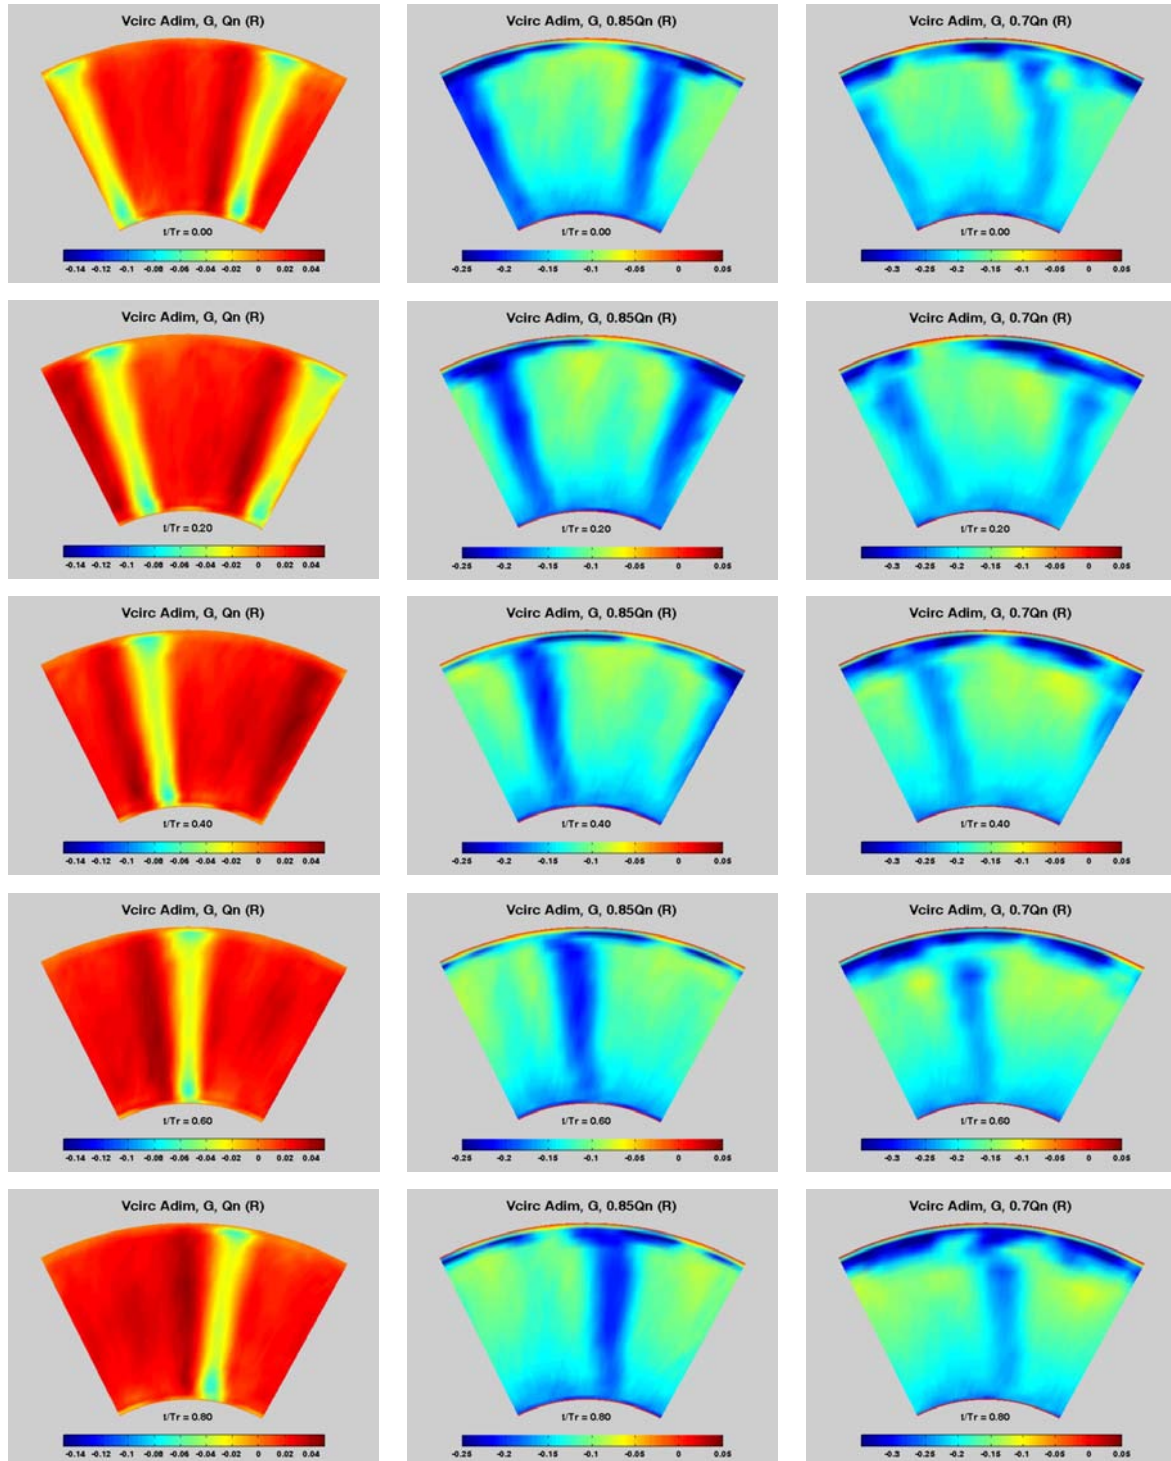 Vcirc Adim, G, Qn (R)
Vcirc Adim, G, 0.85Qn (R)
Vcirc Adim, G, 0.7Qn (R)
t/Tr = 0.00
t/Tr = 0.00
t/Tr = 0.00
-0.14 -0.12 -0.1 -0.08 -0.06 -0.04 -0.02 0 0.02 0.04
-0.25 -0.2 -0.15 -0.1 -0.05 0 0.05
-0.3 -0.2 -0.15 -0.1 -0.05 0 0.05
Vcirc Adim, G, Qn (R)
Vcirc Adim, G, 0.85Qn (R)
Vcirc Adim, G, 0.7Qn (R)
t/Tr = 0.20
t/Tr = 0.20
t/Tr = 0.20
-0.14 -0.12 -0.1 -0.08 -0.06 -0.04 -0.02 0 0.02 0.04
-0.25 -0.2 -0.15 -0.1 -0.05 0 0.05
-0.3 -0.2 -0.15 -0.1 -0.05 0 0.05
Vcirc Adim, G, Qn (R)
Vcirc Adim, G, 0.85Qn (R)
Vcirc Adim, G, 0.7Qn (R)
t/Tr = 0.40
t/Tr = 0.40
t/Tr = 0.40
-0.14 -0.12 -0.1 -0.08 -0.06 -0.04 -0.02 0 0.02 0.04
-0.25 -0.2 -0.15 -0.1 -0.05 0 0.05
-0.3 -0.2 -0.15 -0.1 -0.05 0 0.05
Vcirc Adim, G, Qn (R)
Vcirc Adim, G, 0.85Qn (R)
Vcirc Adim, G, 0.7Qn (R)
t/Tr = 0.60
t/Tr = 0.60
t/Tr = 0.60
-0.14 -0.12 -0.1 -0.08 -0.06 -0.04 -0.02 0 0.02 0.04
-0.25 -0.2 -0.15 -0.1 -0.05 0 0.05
-0.3 -0.2 -0.15 -0.1 -0.05 0 0.05
Vcirc Adim, G, Qn (R)
Vcirc Adim, G, 0.85Qn (R)
Vcirc Adim, G, 0.7Qn (R)
t/Tr = 0.80
t/Tr = 0.80
t/Tr = 0.80
-0.14 -0.12 -0.1 -0.08 -0.06 -0.04 -0.02 0 0.02 0.04
-0.25 -0.2 -0.15 -0.1 -0.05 0 0.05
-0.3 -0.2 -0.15 -0.1 -0.05 0 0.05